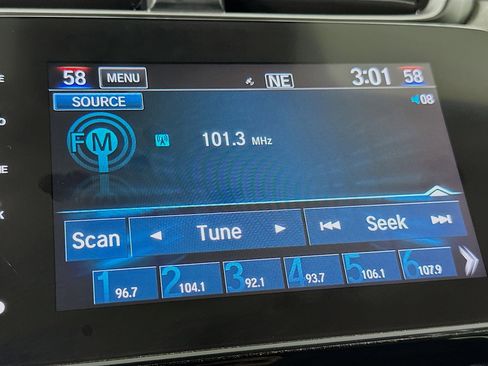 58 MENU NE 3:01 58
SOURCE 08
FM 101.3 MHz
Scan Tune Seek
1 96.7 2 104.1 3 92.1 4 93.7 5 106.1 6 107.9